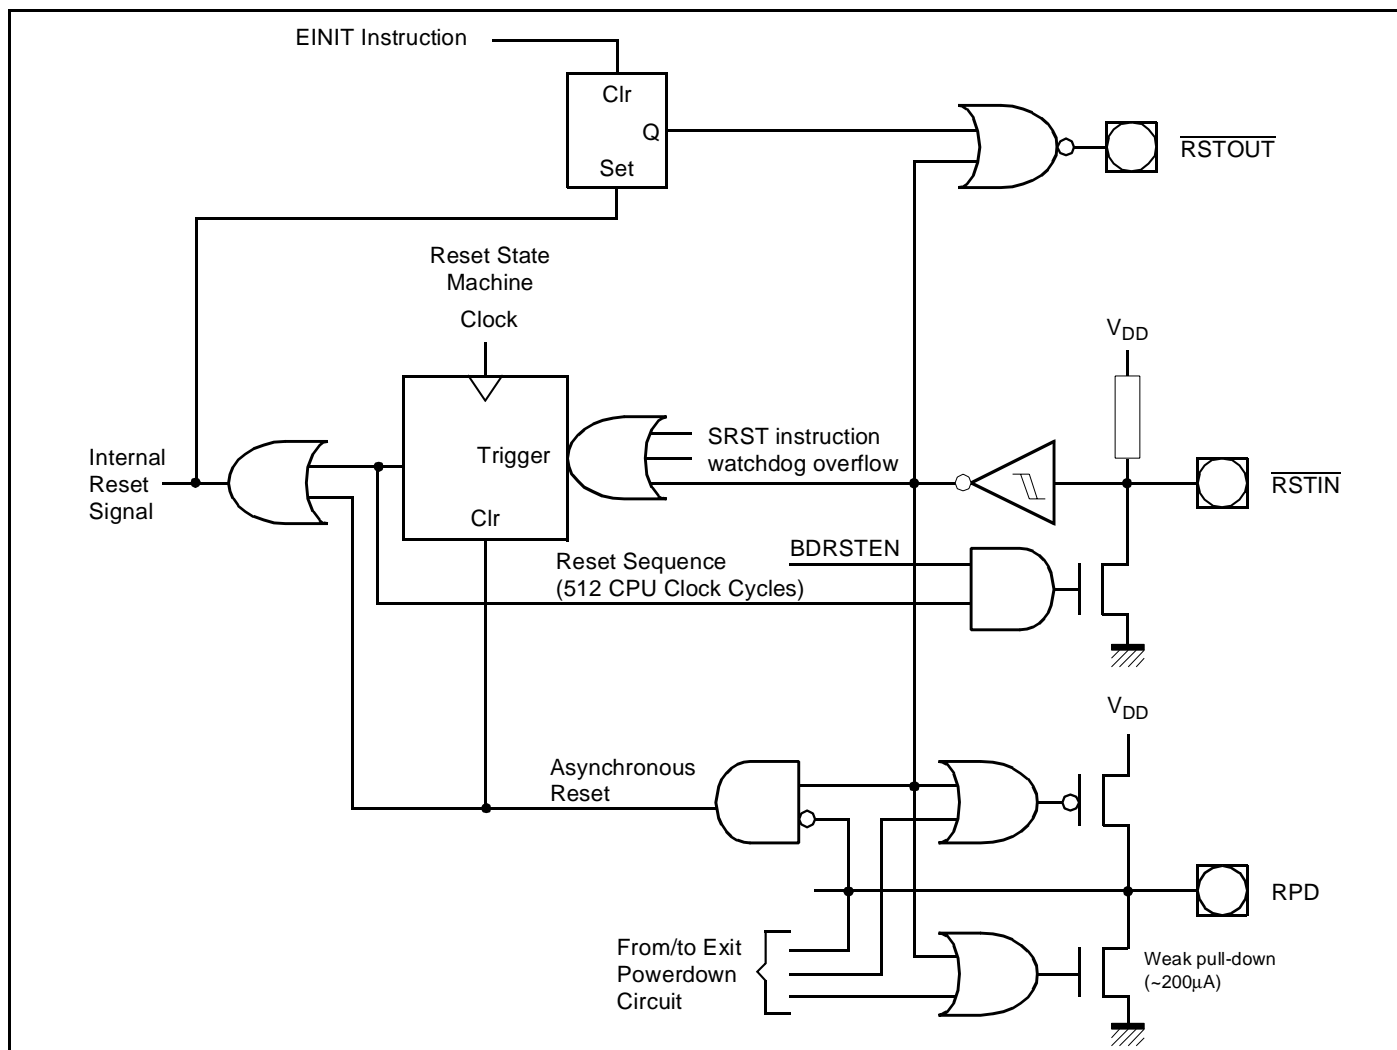 EINIT Instruction
Clr
Q
Set
RSTOUT
Reset State
Machine
Clock
VDD
Trigger
SRST instruction
watchdog overflow
Internal
Reset
Signal
RSTIN
Clr
BDRSTEN
Reset Sequence
(512 CPU Clock Cycles)
VDD
Asynchronous
Reset
RPD
From/to Exit
Powerdown
Circuit
Weak pull-down
(~200μA)